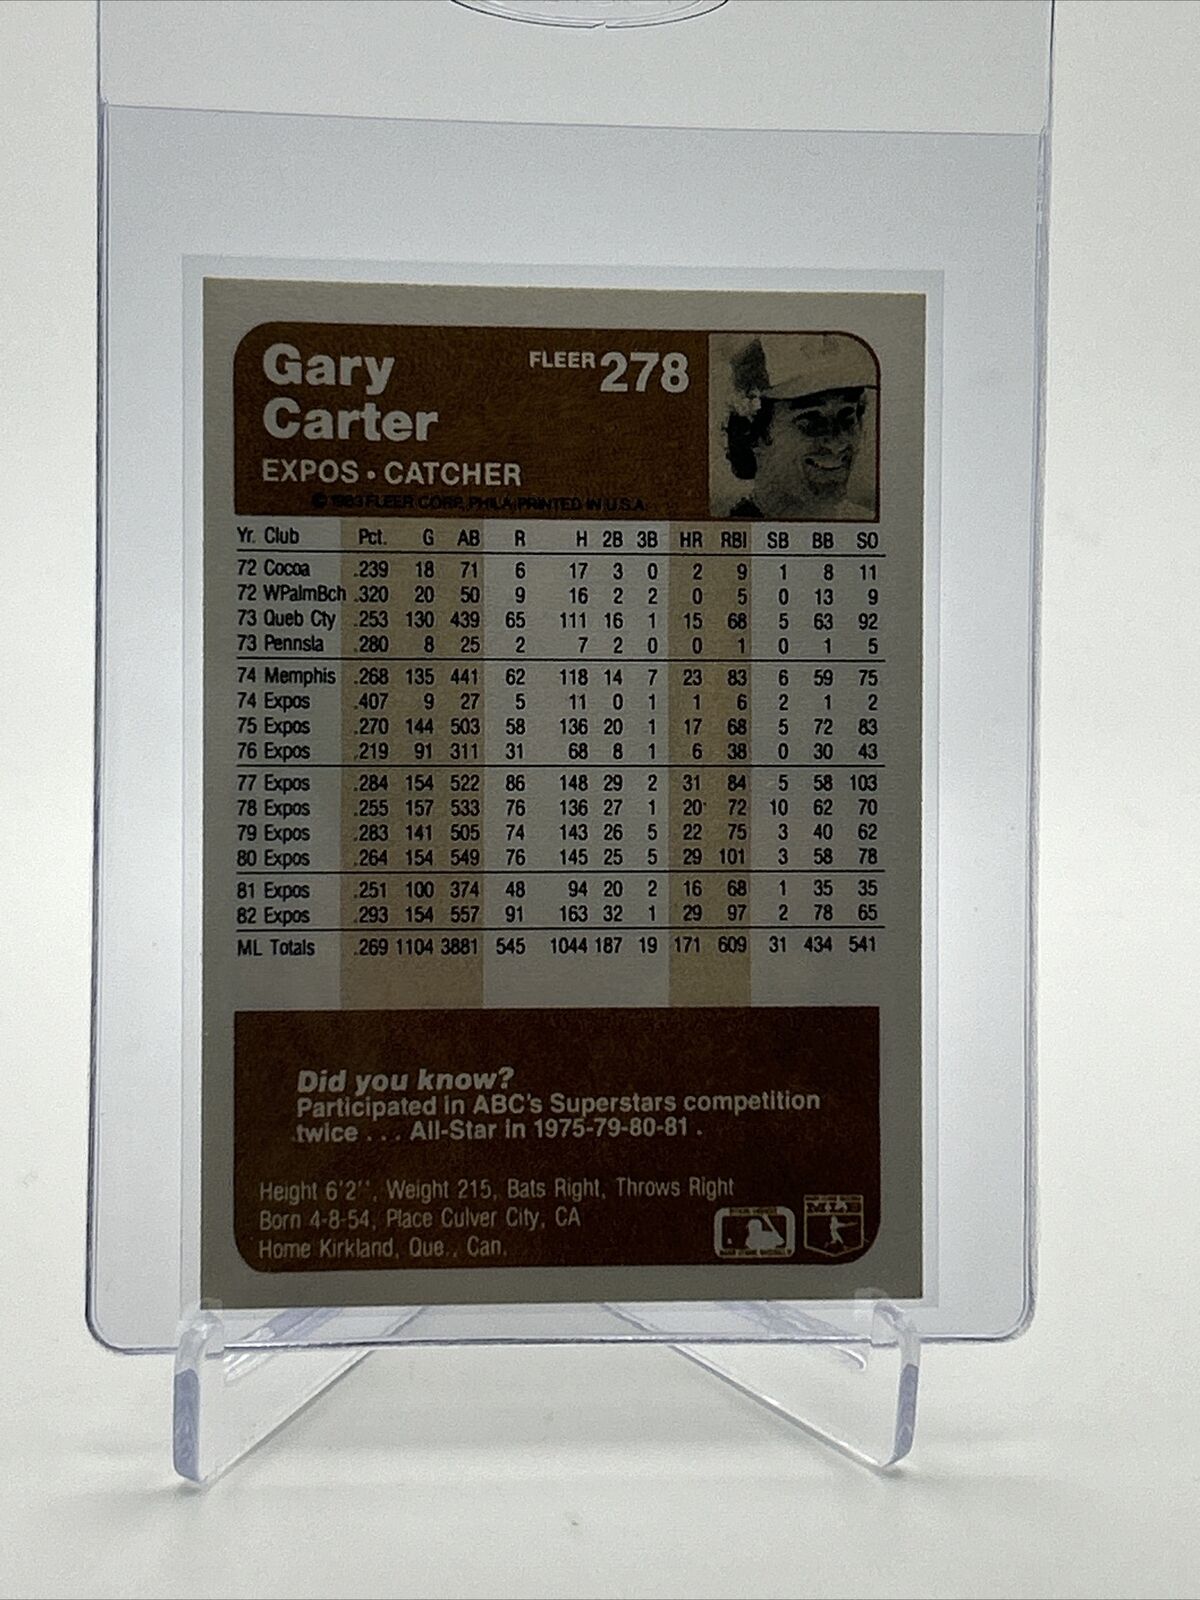 Gary
Carter
FLEER 278
EXPOS • CATCHER
© 1983 FLEER CORP. PHILA PRINTED IN U.S.A.
Yr. Club Pct. G AB R H 2B 3B HR RBI SB BB SO
72 Cocoa .239 18 71 6 17 3 0 2 9 1 8 11
72 WPalmBch .320 20 50 9 16 2 2 0 5 0 13 9
73 Queb Cty .253 130 439 65 111 16 1 15 68 5 63 92
73 Pennsla .280 8 25 2 7 2 0 0 1 0 1 5
74 Memphis .268 135 441 62 118 14 7 23 83 6 59 75
74 Expos .407 9 27 5 11 0 1 1 6 2 1 2
75 Expos .270 144 503 58 136 20 1 17 68 5 72 83
76 Expos .219 91 311 31 68 8 1 6 38 0 30 43
77 Expos .284 154 522 86 148 29 2 31 84 5 58 103
78 Expos .255 157 533 76 136 27 1 20 72 10 62 70
79 Expos .283 141 505 74 143 26 5 22 75 3 40 62
80 Expos .264 154 549 76 145 25 5 29 101 3 58 78
81 Expos .251 100 374 48 94 20 2 16 68 1 35 35
82 Expos .293 154 557 91 163 32 1 29 97 2 78 65
ML Totals .269 1104 3881 545 1044 187 19 171 609 31 434 541
Did you know?
Participated in ABC's Superstars competition
twice . . . All-Star in 1975-79-80-81 .
Height 6'2'', Weight 215, Bats Right, Throws Right
Born 4-8-54, Place Culver City, CA
Home Kirkland, Que., Can.